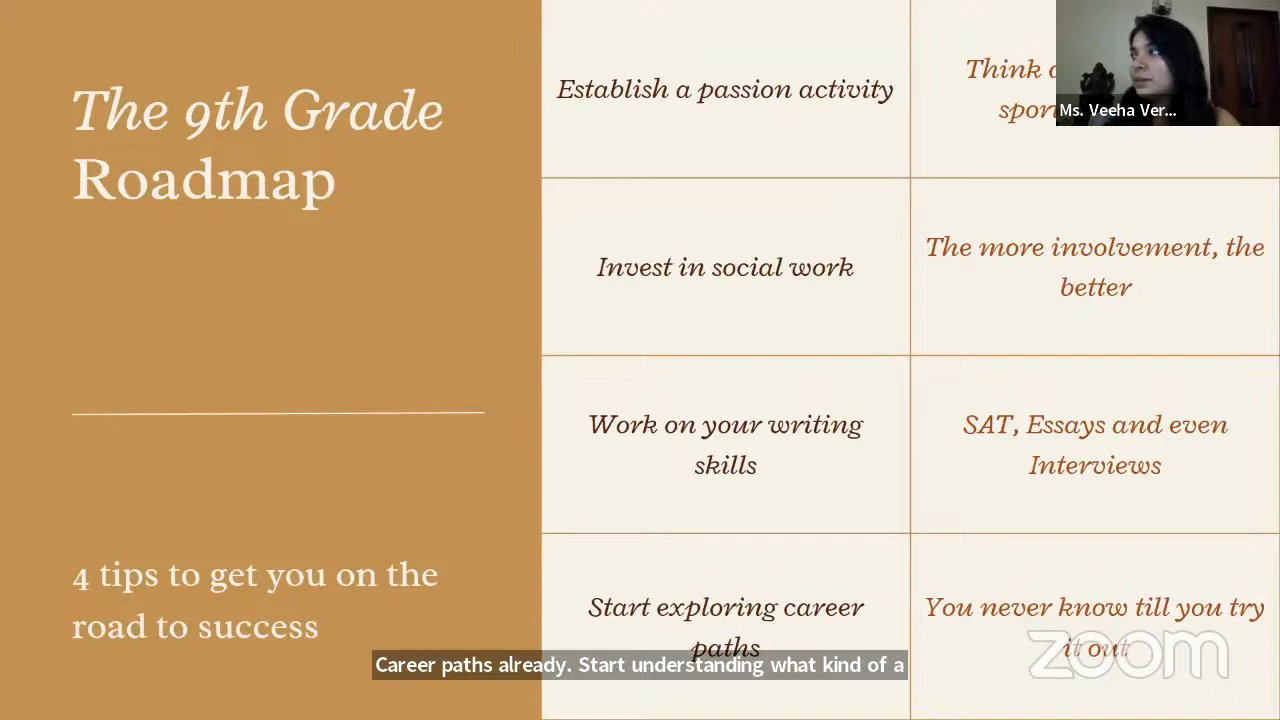 The 9th Grade
Roadmap
4 tips to get you on the
road to success
Establish a passion activity
Think
spor
Ms. Veeha Ver...
Invest in social work
The more involvement, the
better
Work on your writing
skills
SAT, Essays and even
Interviews
Start exploring career
paths
You never know till you try
it out
zoom
Career paths already. Start understanding what kind of a